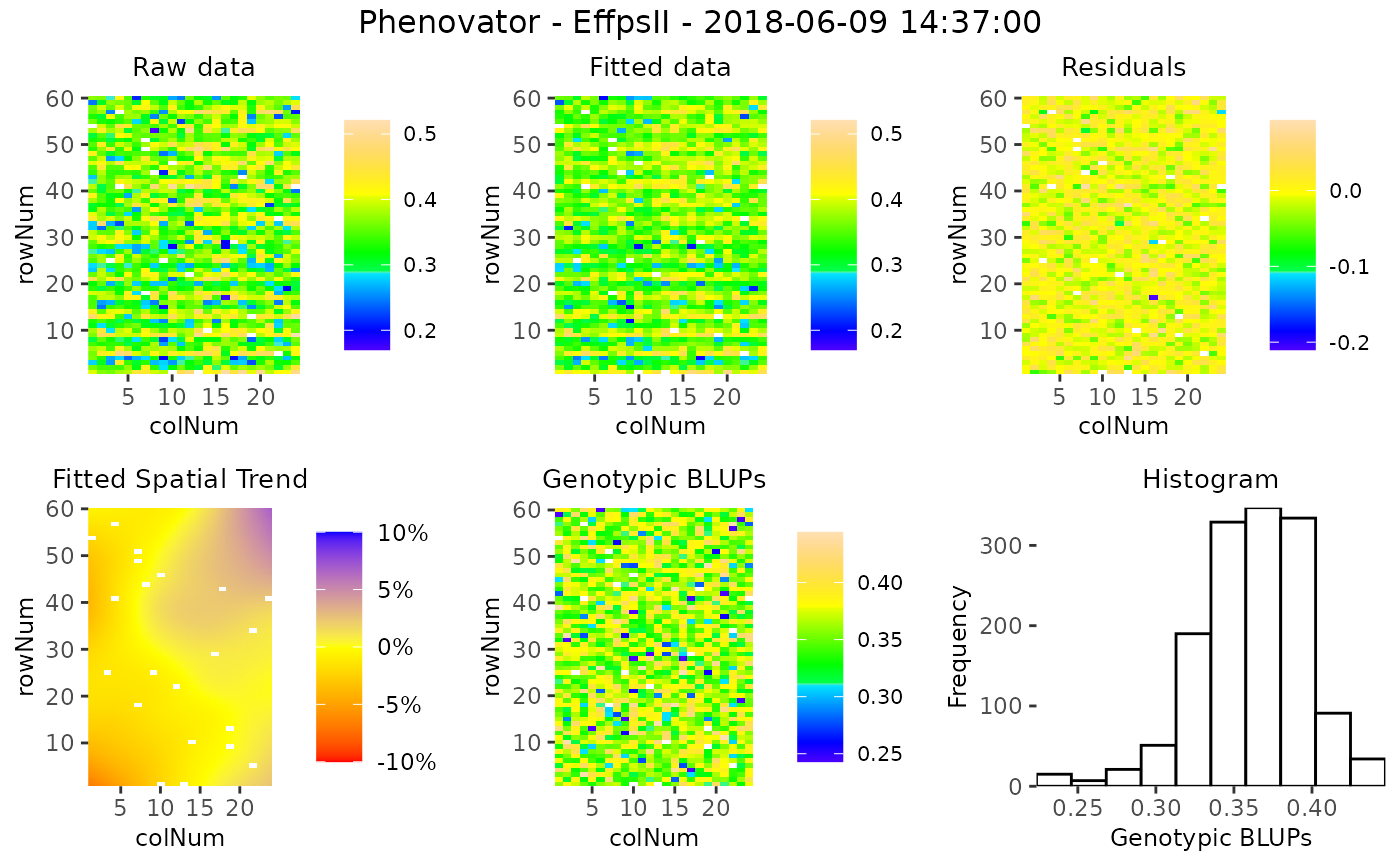 Phenovator - EffpsII - 2018-06-09 14:37:00
Raw data
60
50
40
30
20
10
rowNum
5 10 15 20
colNum
0.5
0.4
0.3
0.2
Fitted data
60
50
40
30
20
10
rowNum
5 10 15 20
colNum
0.5
0.4
0.3
0.2
Residuals
60
50
40
30
20
10
rowNum
5 10 15 20
colNum
0.0
-0.1
-0.2
Fitted Spatial Trend
60
50
40
30
20
10
rowNum
5 10 15 20
colNum
10%
5%
0%
-5%
-10%
Genotypic BLUPs
60
50
40
30
20
10
rowNum
5 10 15 20
colNum
0.40
0.35
0.30
0.25
Histogram
300
200
100
0
Frequency
0.25 0.30 0.35 0.40
Genotypic BLUPs